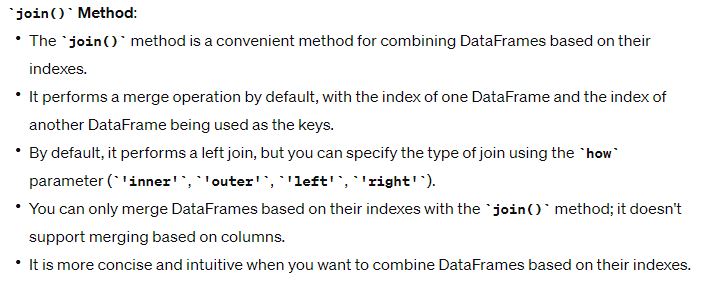 `join()` Method:
• The `join()` method is a convenient method for combining DataFrames based on their
indexes.
• It performs a merge operation by default, with the index of one DataFrame and the index of
another DataFrame being used as the keys.
• By default, it performs a left join, but you can specify the type of join using the `how`
parameter (`'inner'`, `'outer'`, `'left'`, `'right'`).
• You can only merge DataFrames based on their indexes with the `join()` method; it doesn't
support merging based on columns.
• It is more concise and intuitive when you want to combine DataFrames based on their indexes.